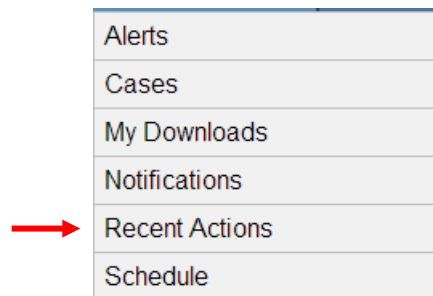 Alerts
Cases
My Downloads
Notifications
Recent Actions
Schedule